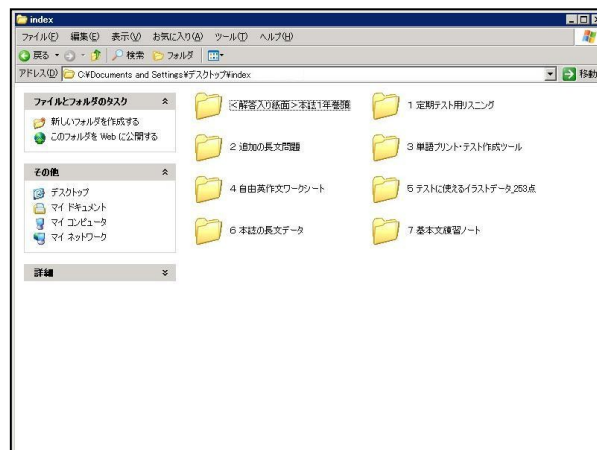 index
ファイル(F) 編集(E) 表示(V) お気に入り(A) ツール(T) ヘルプ(H)
戻る 検索 フォルダ
アドレス(D) C:¥Documents and Settings¥デスクトップ¥index 移動
ファイルとフォルダのタスク
新しいフォルダを作成する
このフォルダを Web に公開する
その他
デスクトップ
マイ ドキュメント
マイ コンピュータ
マイ ネットワーク
詳細
<解答入り紙面>本誌1年巻頭
1 定期テスト用リスニング
2 追加の長文問題
3 単語プリント・テスト作成ツール
4 自由英作文ワークシート
5 テストに使えるイラストデータ_253点
6 本誌の長文データ
7 基本文練習ノート